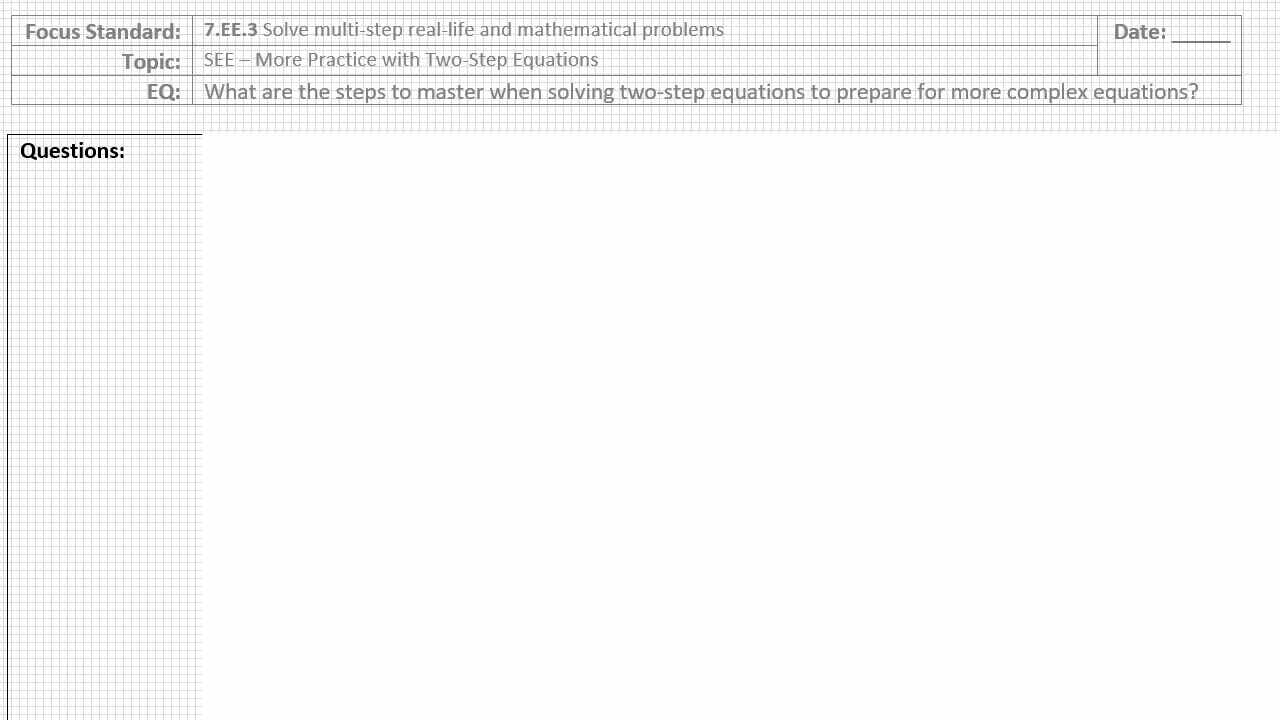 Focus Standard: 7.EE.3 Solve multi-step real-life and mathematical problems Date: ______
Topic: SEE – More Practice with Two-Step Equations
EQ: What are the steps to master when solving two-step equations to prepare for more complex equations?
Questions: